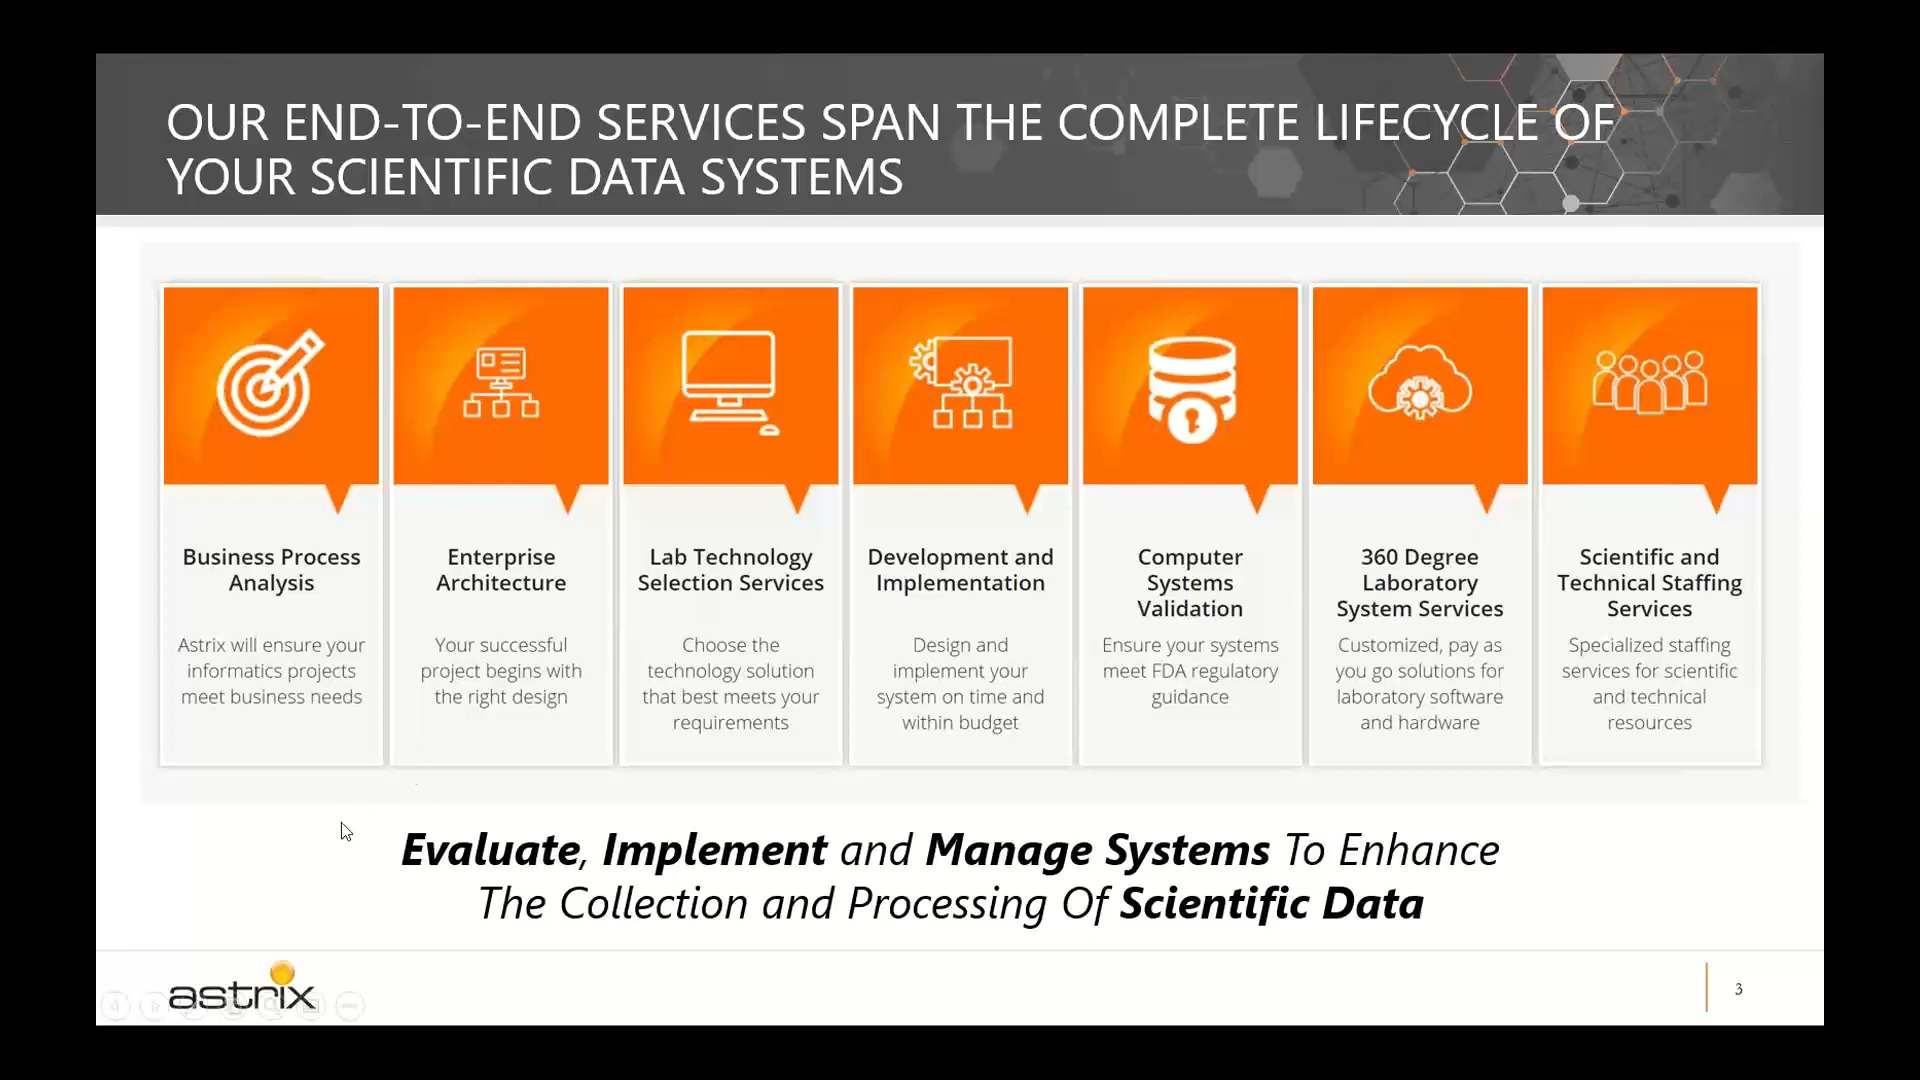 OUR END-TO-END SERVICES SPAN THE COMPLETE LIFECYCLE OF
YOUR SCIENTIFIC DATA SYSTEMS
Business Process
Analysis
Astrix will ensure your
informatics projects
meet business needs
Enterprise
Architecture
Your successful
project begins with
the right design
Lab Technology
Selection Services
Choose the
technology solution
that best meets your
requirements
Development and
Implementation
Design and
implement your
system on time and
within budget
Computer
Systems
Validation
Ensure your systems
meet FDA regulatory
guidance
360 Degree
Laboratory
System Services
Customized, pay as
you go solutions for
laboratory software
and hardware
Scientific and
Technical Staffing
Services
Specialized staffing
services for scientific
and technical
resources
Evaluate, Implement and Manage Systems To Enhance
The Collection and Processing Of Scientific Data
astrix
3